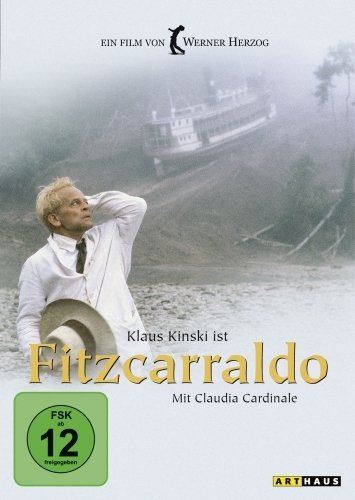 EIN FILM VON WERNER HERZOG
Klaus Kinski ist
Fitzcarraldo
Mit Claudia Cardinale
FSK
ab
12
freigegeben
ARTHAUS